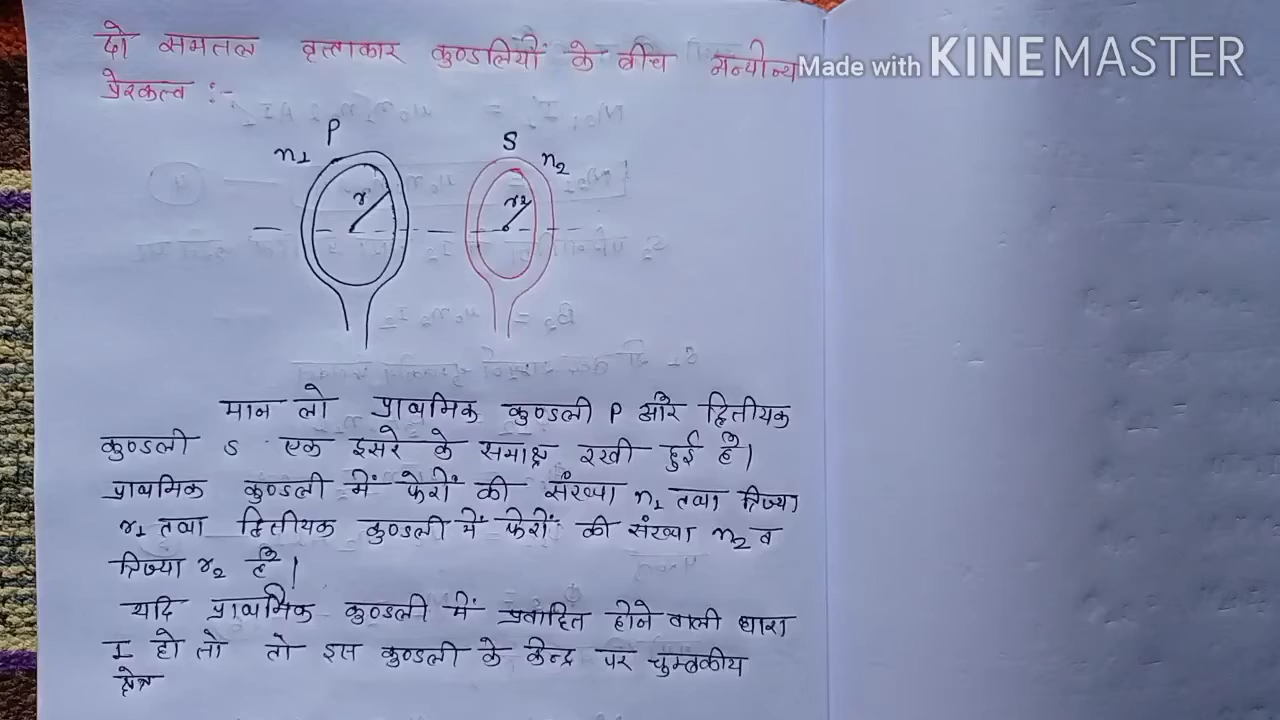 दो समतल वृत्ताकार कुण्डलियों के बीच अन्योन्य
प्रेरकत्व :-
Made with KINEMASTER
P
S
n1
n2
r
r2
मान लो प्राथमिक कुण्डली P और द्वितीयक
कुण्डली S एक दूसरे के समाक्ष रखी हुई है।
प्राथमिक कुण्डली में फेरों की संख्या n1 तथा त्रिज्या
r1 तथा द्वितीयक कुण्डली में फेरों की संख्या n2 व
त्रिज्या r2 है।
यदि प्राथमिक कुण्डली में प्रवाहित होने वाली धारा
I हो तो तो इस कुण्डली के केन्द्र पर चुम्बकीय
क्षेत्र